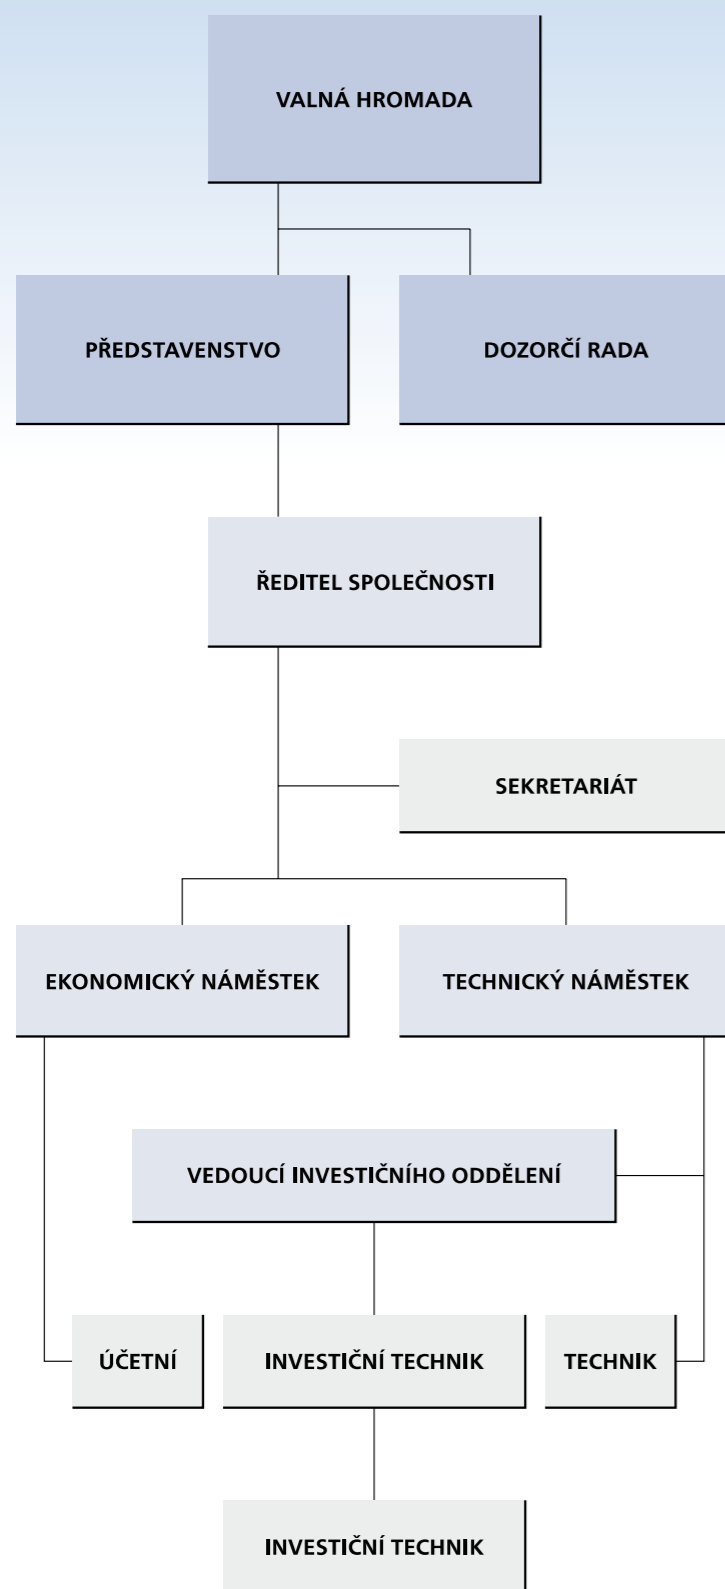 VALNÁ HROMADA
PŘEDSTAVENSTVO
DOZORČÍ RADA
ŘEDITEL SPOLEČNOSTI
SEKRETARIÁT
EKONOMICKÝ NÁMĚSTEK
TECHNICKÝ NÁMĚSTEK
VEDOUCÍ INVESTIČNÍHO ODDĚLENÍ
ÚČETNÍ
INVESTIČNÍ TECHNIK
TECHNIK
INVESTIČNÍ TECHNIK